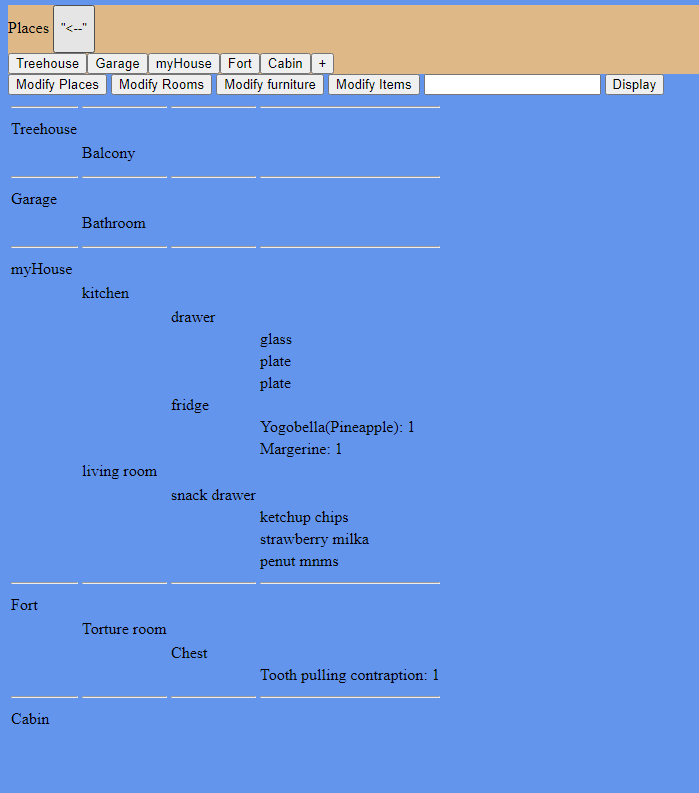 Places "<--"
Treehouse Garage myHouse Fort Cabin +
Modify Places Modify Rooms Modify furniture Modify Items Display
Treehouse
Balcony
Garage
Bathroom
myHouse
kitchen
drawer
glass
plate
plate
fridge
Yogobella(Pineapple): 1
Margerine: 1
living room
snack drawer
ketchup chips
strawberry milka
penut mnms
Fort
Torture room
Chest
Tooth pulling contraption: 1
Cabin